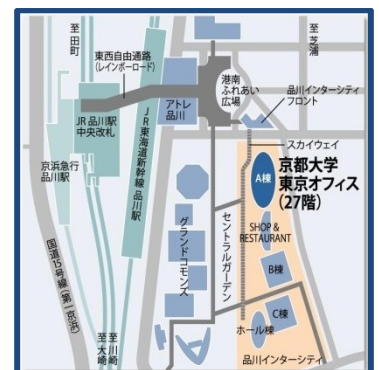 至田町
至芝浦
東西自由通路
(レインボーロード)
港南
ふれあい
広場
アトレ
品川
品川インターシティ
フロント
JR 品川駅
中央改札
スカイウェイ
京浜急行
品川駅
JR東海道新幹線 品川駅
A棟
京都大学
東京オフィス
(27階)
SHOP &
RESTAURANT
グランドコモンズ
セントラルガーデン
B棟
国道15号線(第一京浜)
C棟
ホール棟
至大崎
至川崎
品川インターシティ